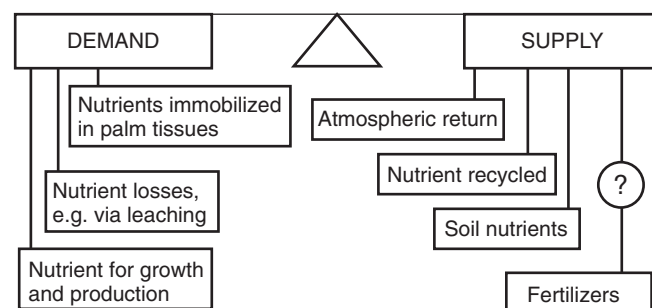 DEMAND
SUPPLY
Nutrients immobilized
in palm tissues
Atmospheric return
Nutrient recycled
?
Nutrient losses,
e.g. via leaching
Soil nutrients
Nutrient for growth
and production
Fertilizers